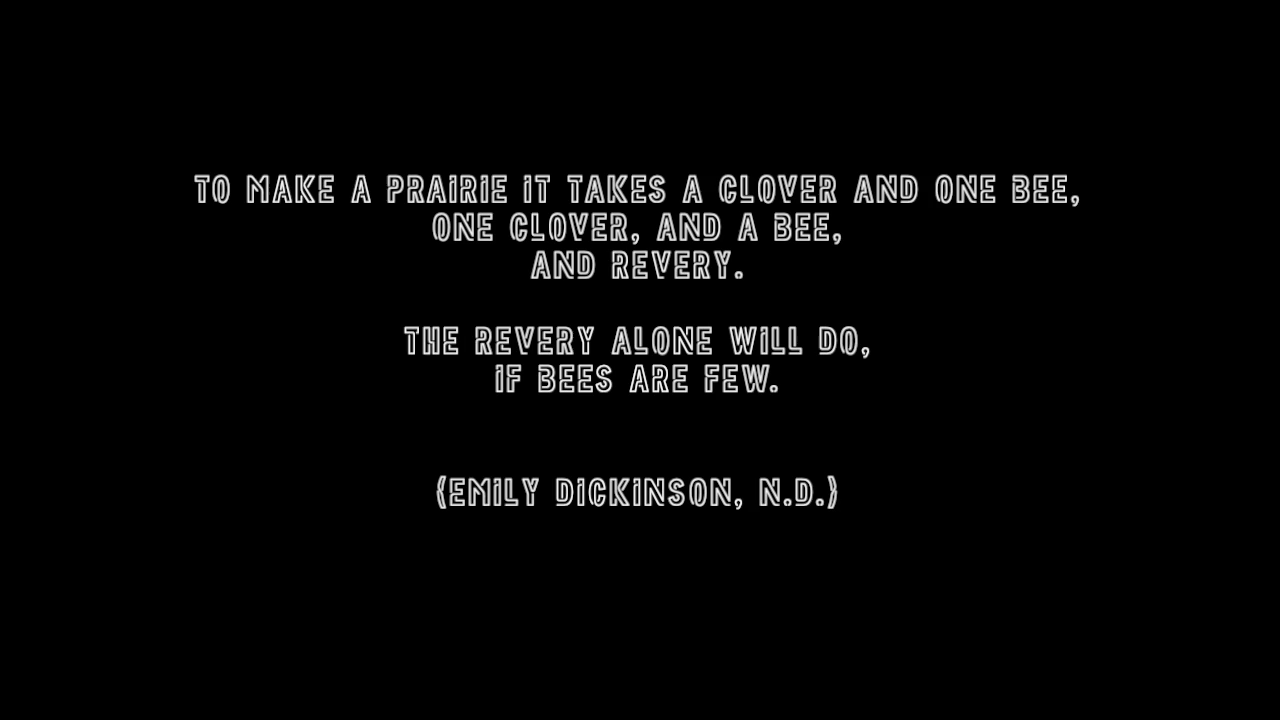 TO MAKE A PRAIRIE IT TAKES A CLOVER AND ONE BEE,
ONE CLOVER, AND A BEE,
AND REVERY.
THE REVERY ALONE WILL DO,
IF BEES ARE FEW.
(EMILY DICKINSON, N.D.)